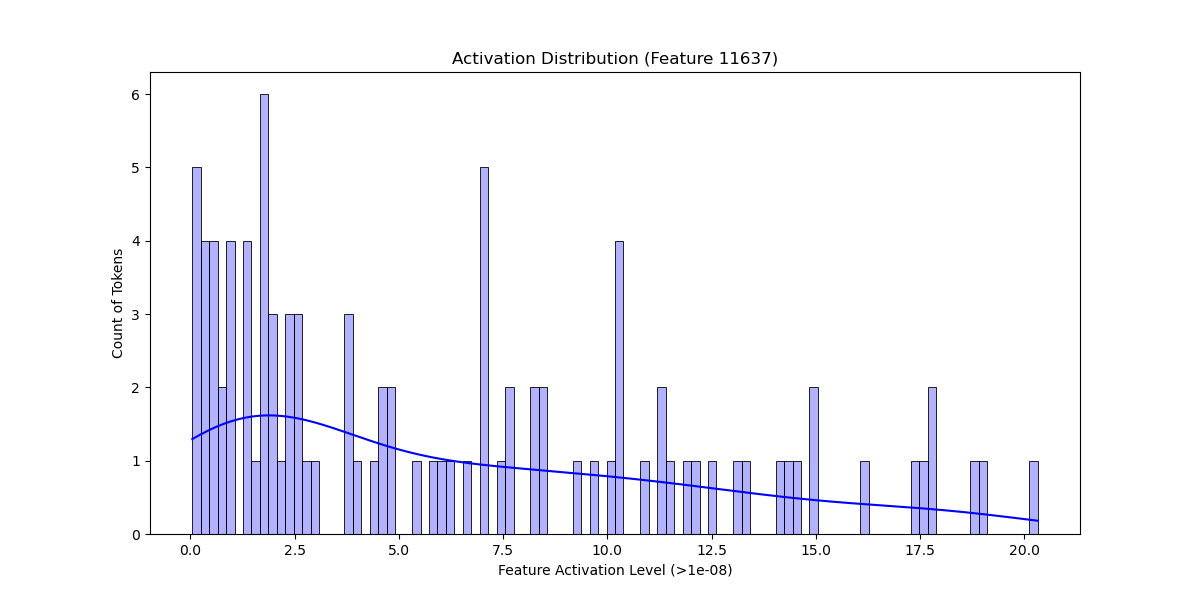 Activation Distribution (Feature 11637)
6
5
4
3
2
1
0
Count of Tokens
0.0 2.5 5.0 7.5 10.0 12.5 15.0 17.5 20.0
Feature Activation Level (>1e-08)